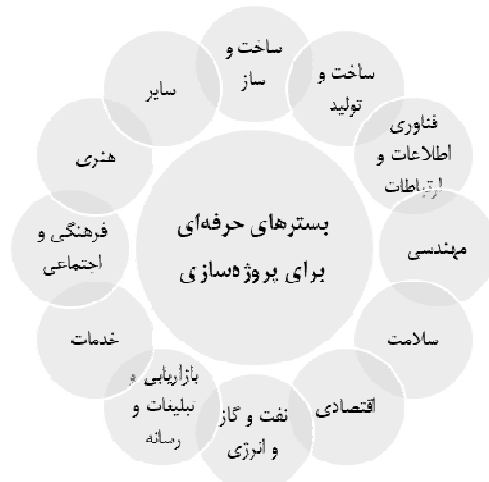 ساخت و
ساز
ساخت و
تولید
فناوری
اطلاعات و
ارتباطات
مهندسی
سلامت
اقتصادی
نفت و گاز
و انرژی
بازاریابی و
تبلیغات و
رسانه
خدمات
فرهنگی و
اجتماعی
هنری
سایر
بسترهای حرفه‌ای
برای پروژه‌سازی